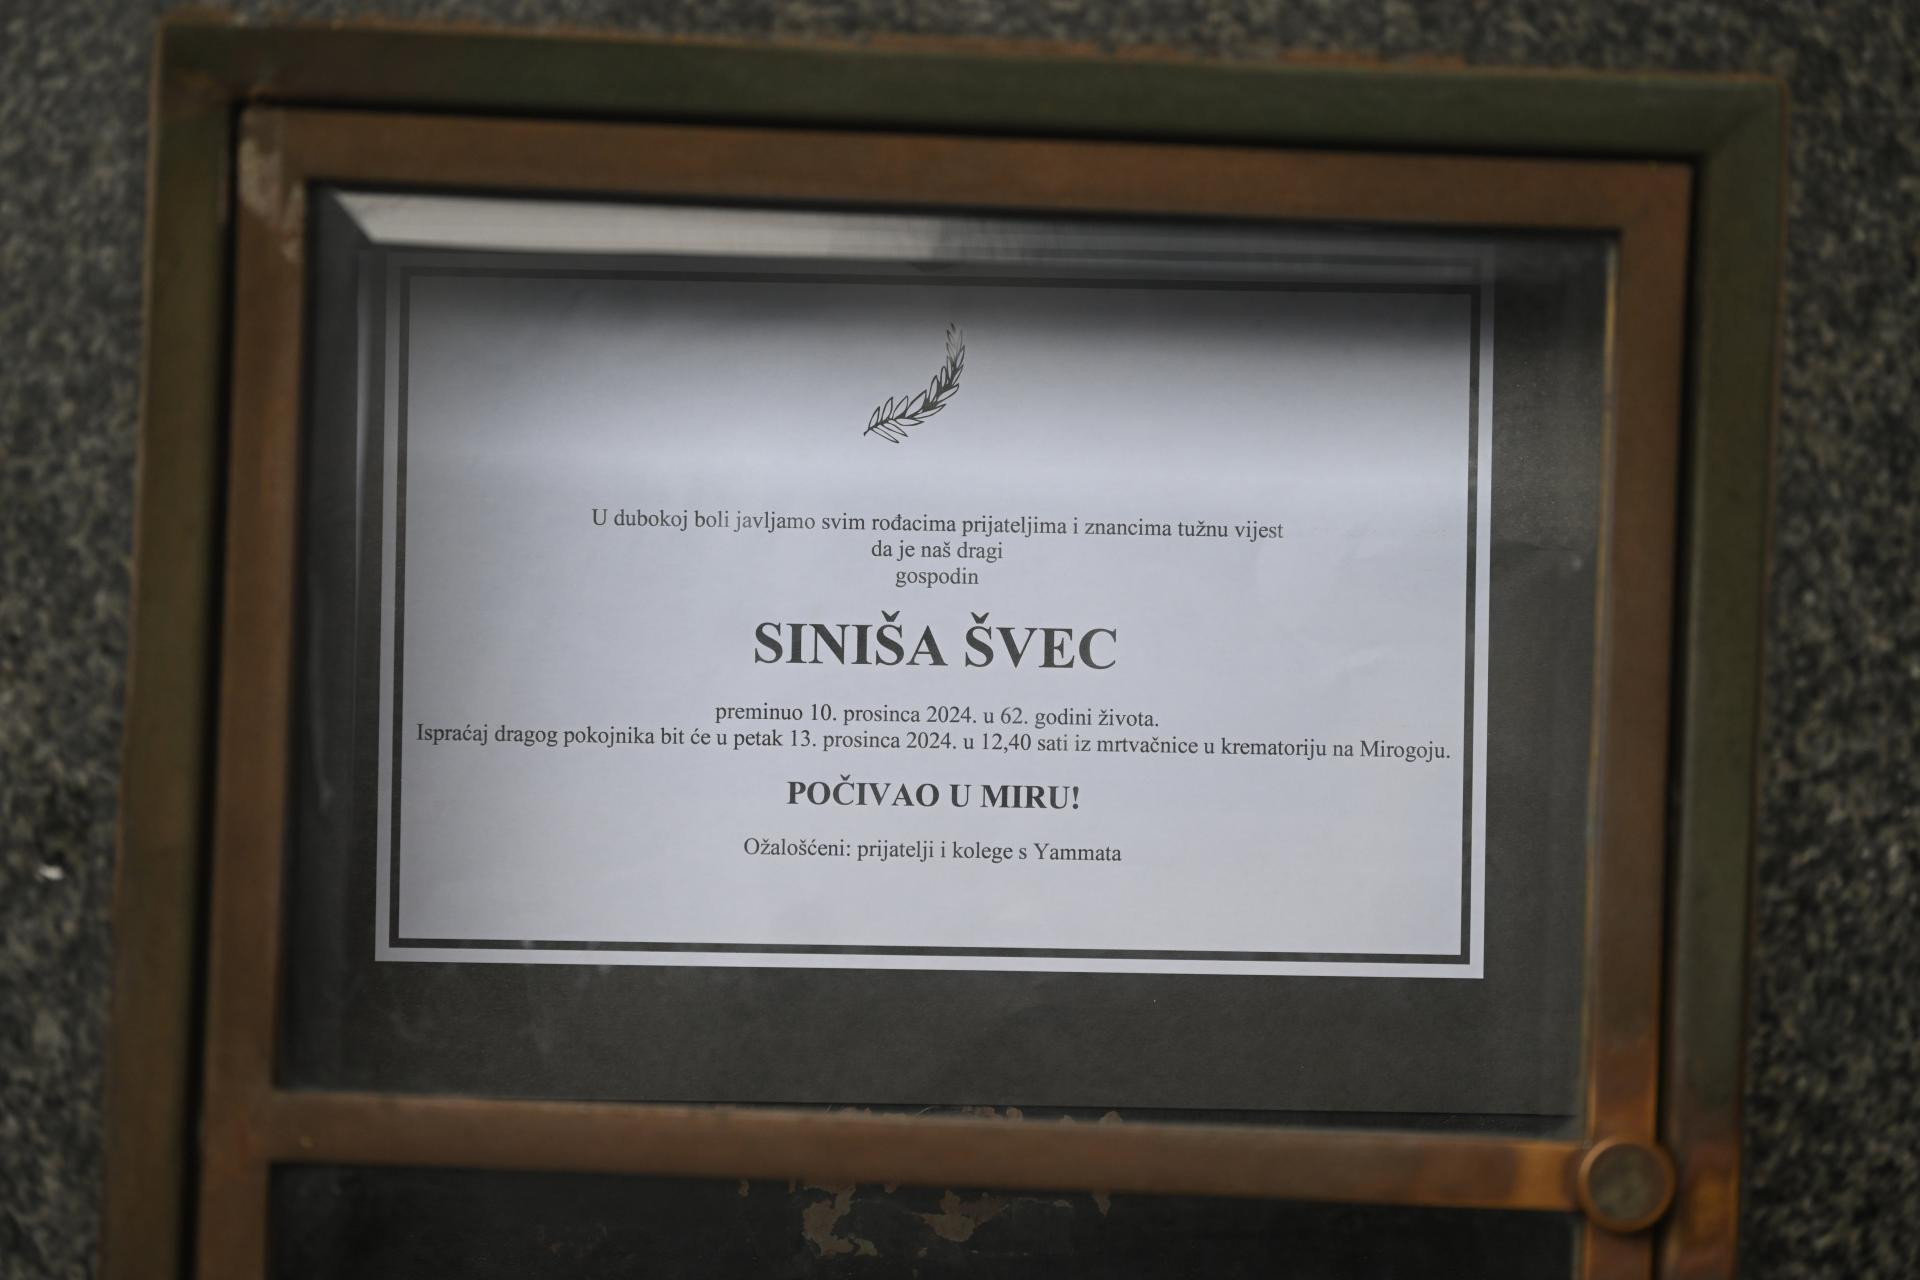 U dubokoj boli javljamo svim rođacima prijateljima i znancima tužnu vijest
da je naš dragi
gospodin
SINIŠA ŠVEC
preminuo 10. prosinca 2024. u 62. godini života.
Ispraćaj dragog pokojnika bit će u petak 13. prosinca 2024. u 12,40 sati iz mrtvačnice u krematoriju na Mirogoju.
POČIVAO U MIRU!
Ožalošćeni: prijatelji i kolege s Yammata